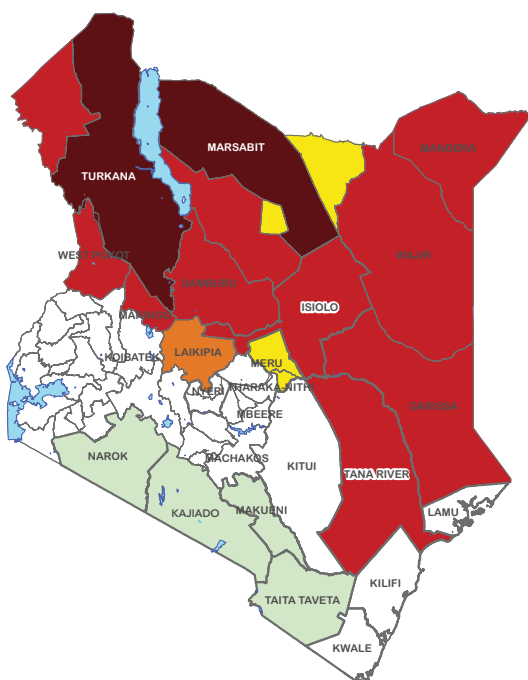 MANDERA
MARSABIT
TURKANA
WEST POKOT
WAJIR
SAMBURU
ISIOLO
KOIBATEK
LAIKIPIA
MERU
THARAKA-NITHI
NYERI
MBEERE
GARISSA
NAROK
MACHAKOS
KITUI
TANA RIVER
KAJIADO
MAKUENI
LAMU
KILIFI
TAITA TAVETA
KWALE